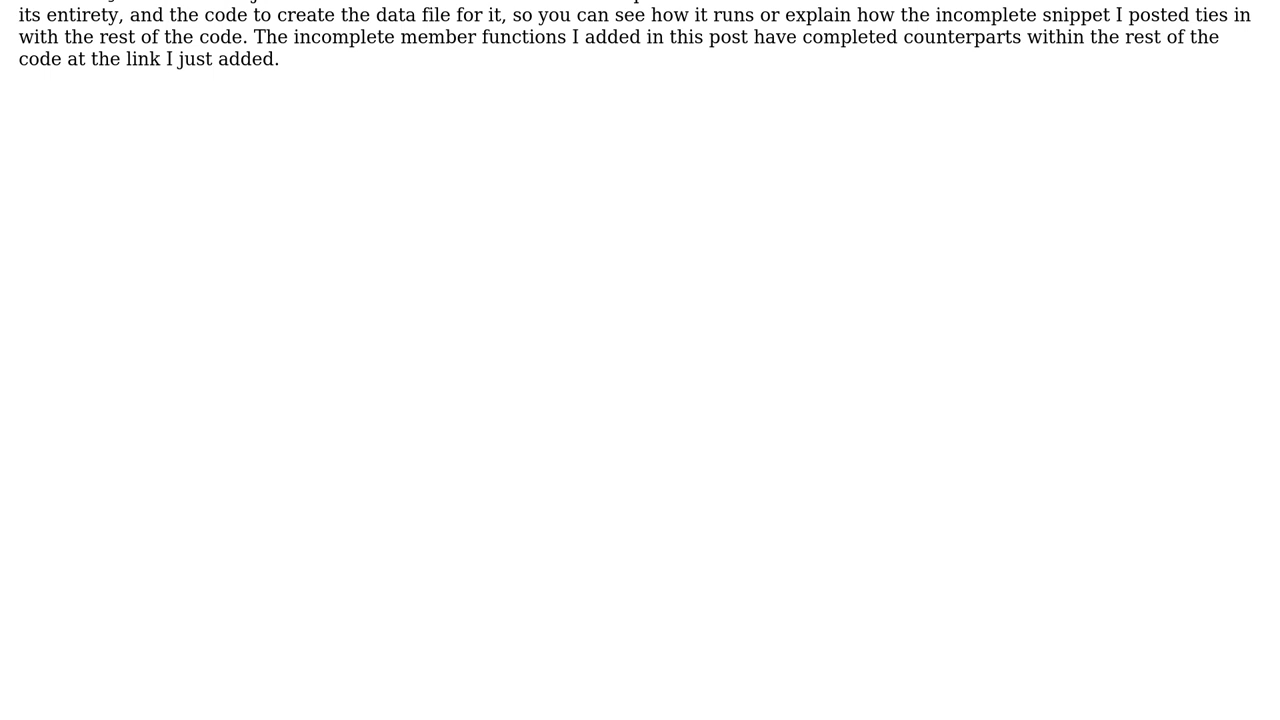 its entirety, and the code to create the data file for it, so you can see how it runs or explain how the incomplete snippet I posted ties in
with the rest of the code. The incomplete member functions I added in this post have completed counterparts within the rest of the
code at the link I just added.